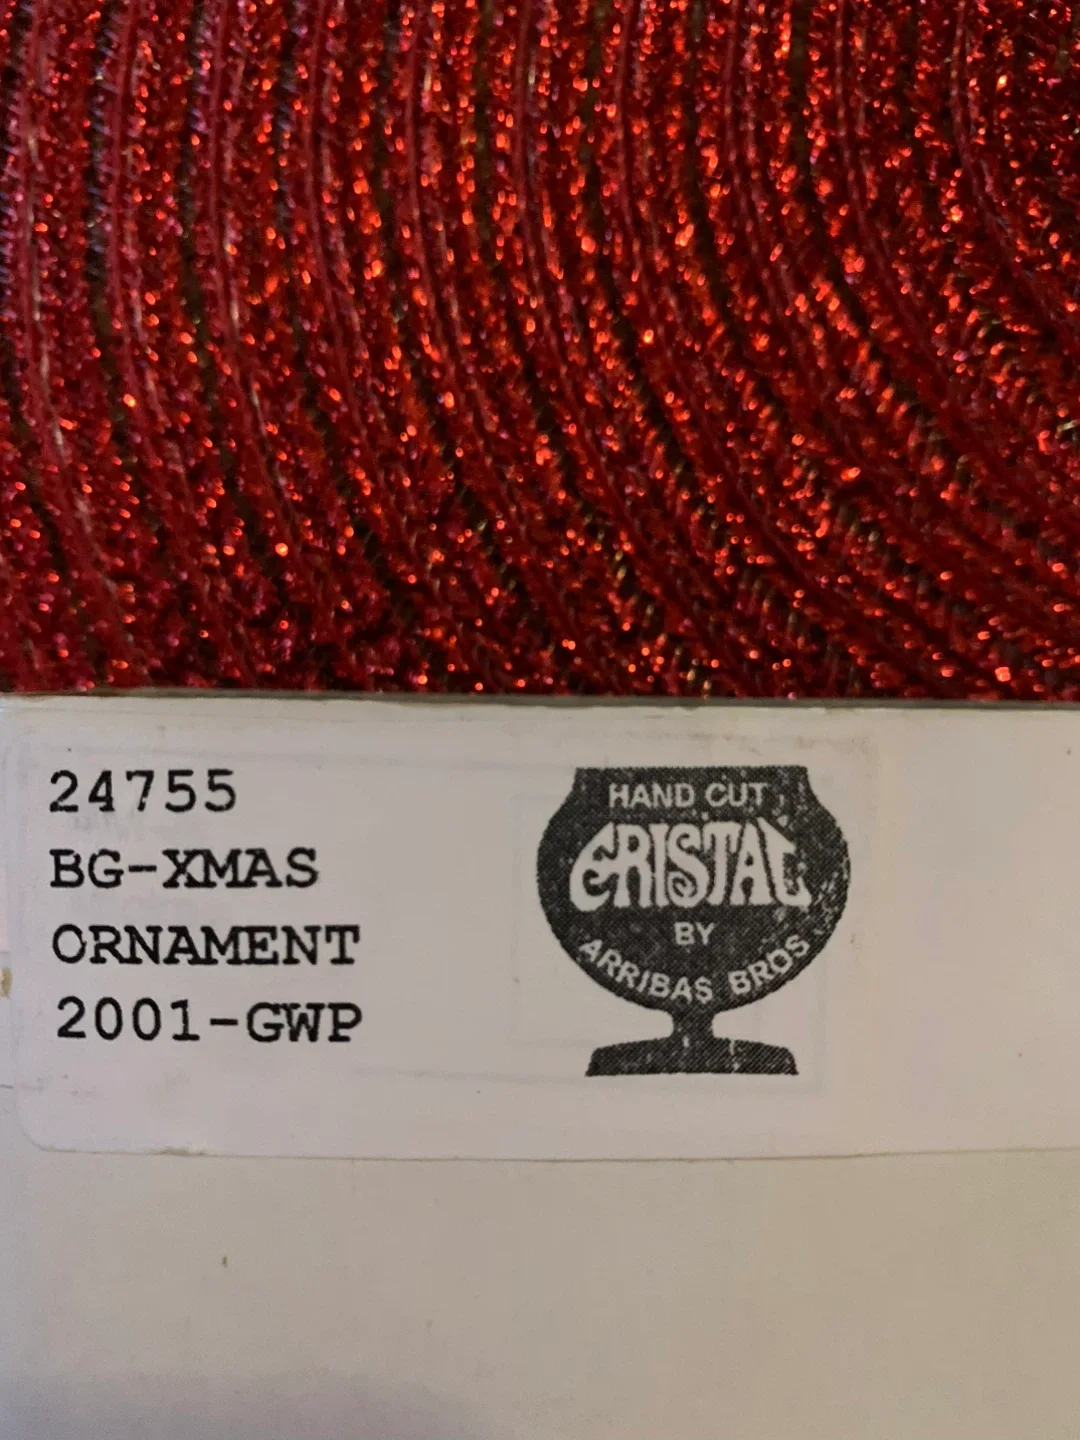 24755
BG-XMAS
ORNAMENT
2001-GWP
HAND CUT
CRISTAL
BY
ARRIBAS BROS